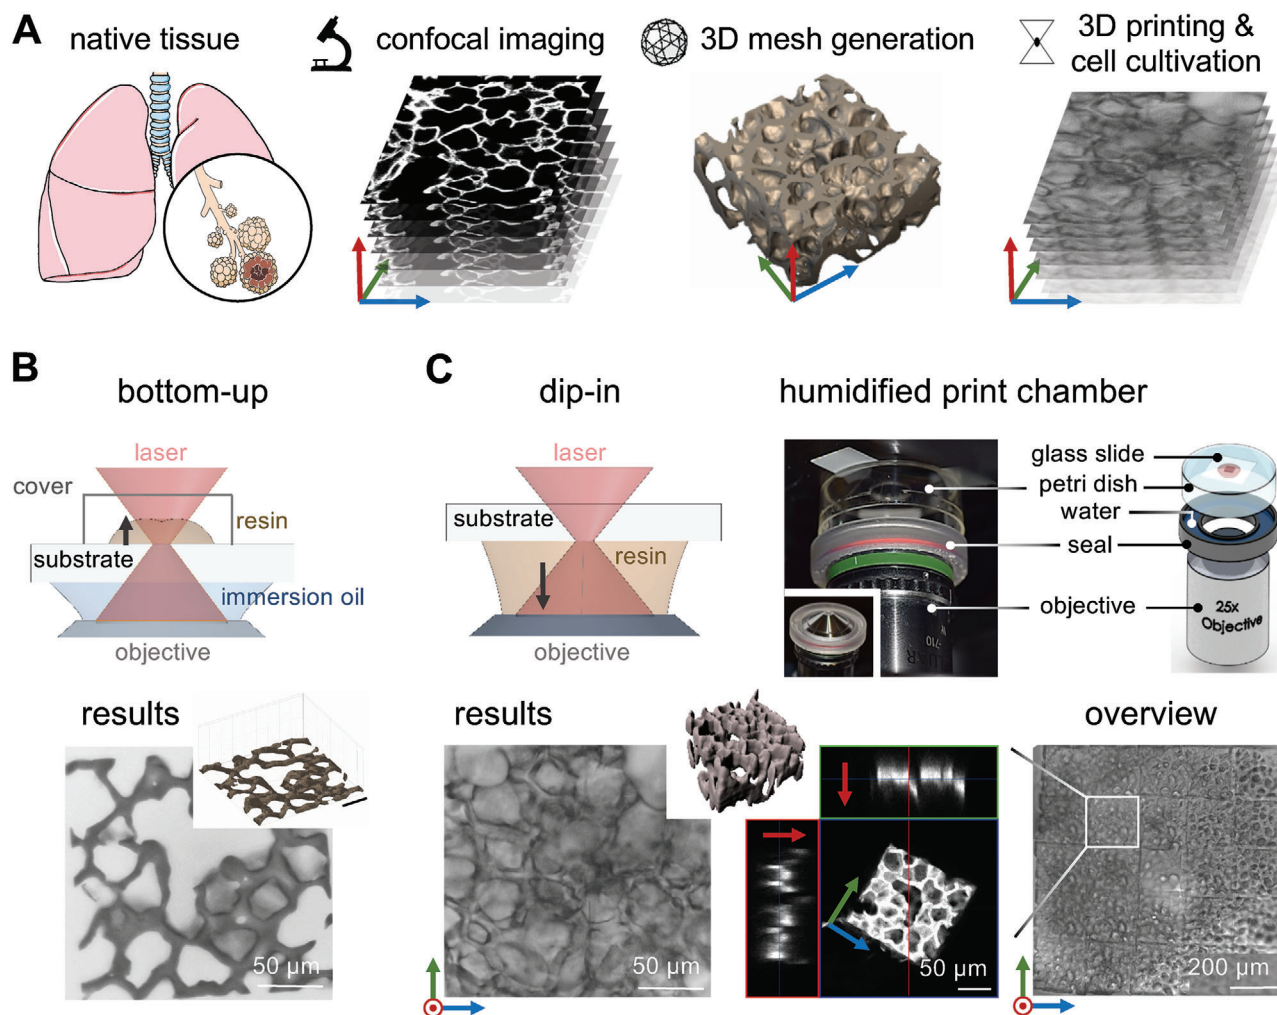 A
native tissue
confocal imaging
3D mesh generation
3D printing &
cell cultivation
B
bottom-up
laser
cover
resin
substrate
immersion oil
objective
results
50 µm
C
dip-in
laser
substrate
resin
objective
humidified print chamber
glass slide
petri dish
water
seal
objective
25x
Objective
-710
results
50 µm
50 µm
overview
200 µm